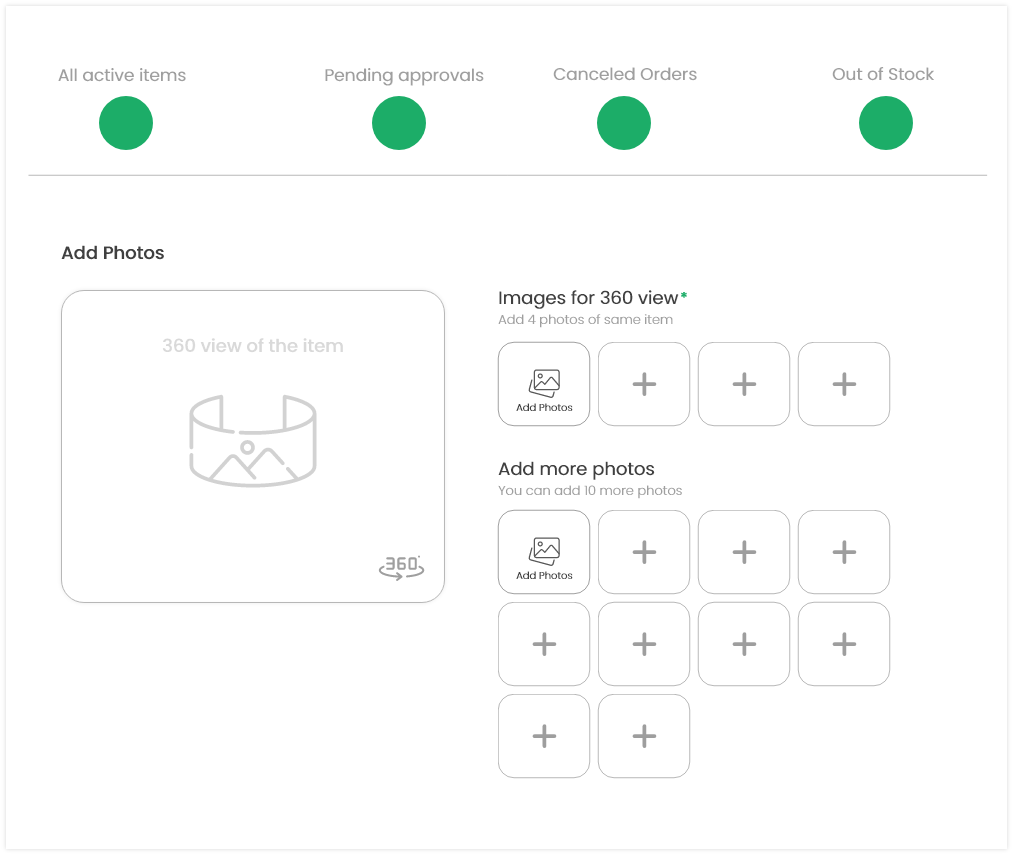 All active items
Pending approvals
Canceled Orders
Out of Stock
Add Photos
360 view of the item
360°
Images for 360 view*
Add 4 photos of same item
Add Photos
Add more photos
You can add 10 more photos
Add Photos